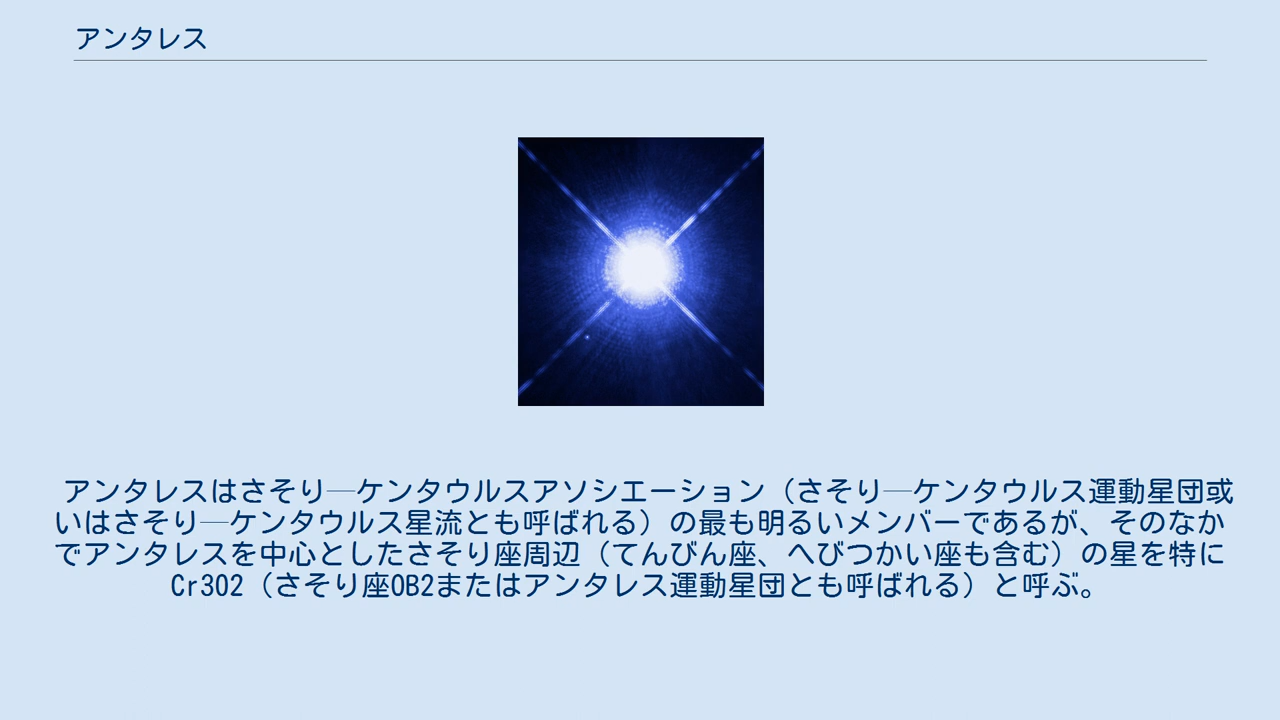 アンタレス
アンタレスはさそり―ケンタウルスアソシエーション（さそり―ケンタウルス運動星団或
いはさそり―ケンタウルス星流とも呼ばれる）の最も明るいメンバーであるが、そのなか
でアンタレスを中心としたさそり座周辺（てんびん座、へびつかい座も含む）の星を特に
Cr302（さそり座OB2またはアンタレス運動星団とも呼ばれる）と呼ぶ。